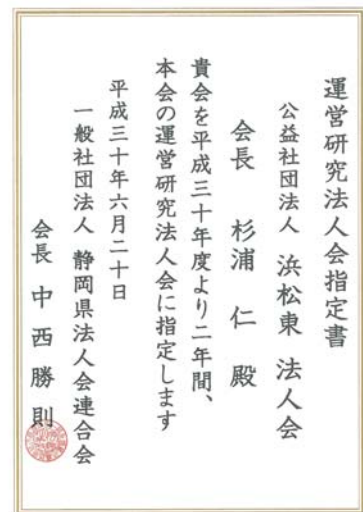 運営研究法人会指定書
公益社団法人 浜松東 法人会
会長 杉浦 仁 殿
貴会を平成三十年度より二年間、
本会の運営研究法人会に指定します
平成三十年六月二十日
一般社団法人 静岡県法人会連合会
会長 中西勝則